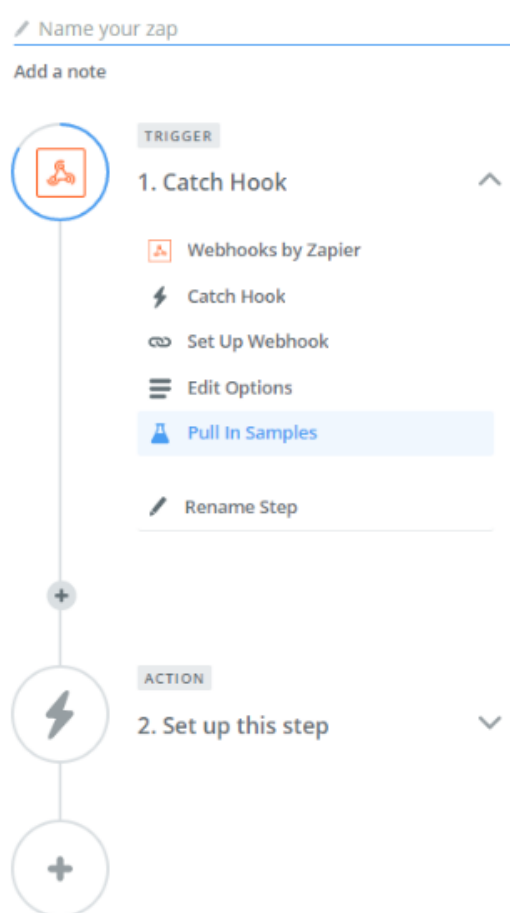 Name your zap
Add a note
TRIGGER
1. Catch Hook
Webhooks by Zapier
Catch Hook
Set Up Webhook
Edit Options
Pull In Samples
Rename Step
ACTION
2. Set up this step